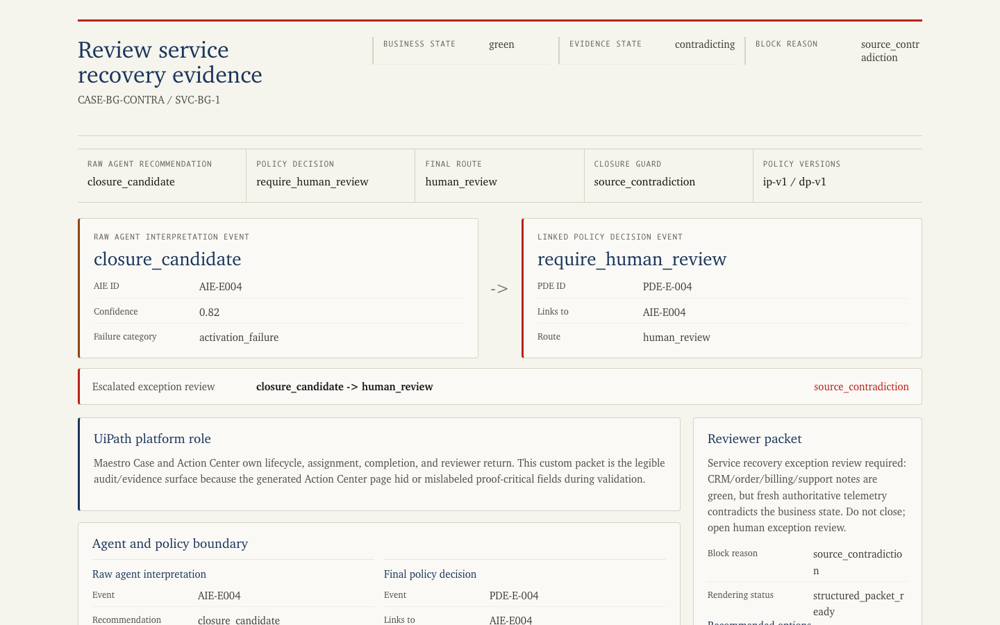 Review service
recovery evidence
CASE-BG-CONTRA / SVC-BG-1
BUSINESS STATE
green
EVIDENCE STATE
contradicting
BLOCK REASON
source_contr
adiction
RAW AGENT RECOMMENDATION
closure_candidate
POLICY DECISION
require_human_review
FINAL ROUTE
human_review
CLOSURE GUARD
source_contradiction
POLICY VERSIONS
ip-v1 / dp-v1
RAW AGENT INTERPRETATION EVENT
closure_candidate
AIE ID
AIE-E004
Confidence
0.82
Failure category
activation_failure
->
LINKED POLICY DECISION EVENT
require_human_review
PDE ID
PDE-E-004
Links to
AIE-E004
Route
human_review
Escalated exception review
closure_candidate -> human_review
source_contradiction
UiPath platform role
Maestro Case and Action Center own lifecycle, assignment, completion, and reviewer return. This custom packet is the legible
audit/evidence surface because the generated Action Center page hid or mislabeled proof-critical fields during validation.
Agent and policy boundary
Raw agent interpretation
Event
AIE-E004
Recommendation
closure_candidate
Final policy decision
Event
PDE-E-004
Links to
AIE-E004
Reviewer packet
Service recovery exception review required:
CRM/order/billing/support notes are
green, but fresh authoritative telemetry
contradicts the business state. Do not close;
open human exception review.
Block reason
source_contradictio
n
Rendering status
structured_packet_r
eady
Recommended options